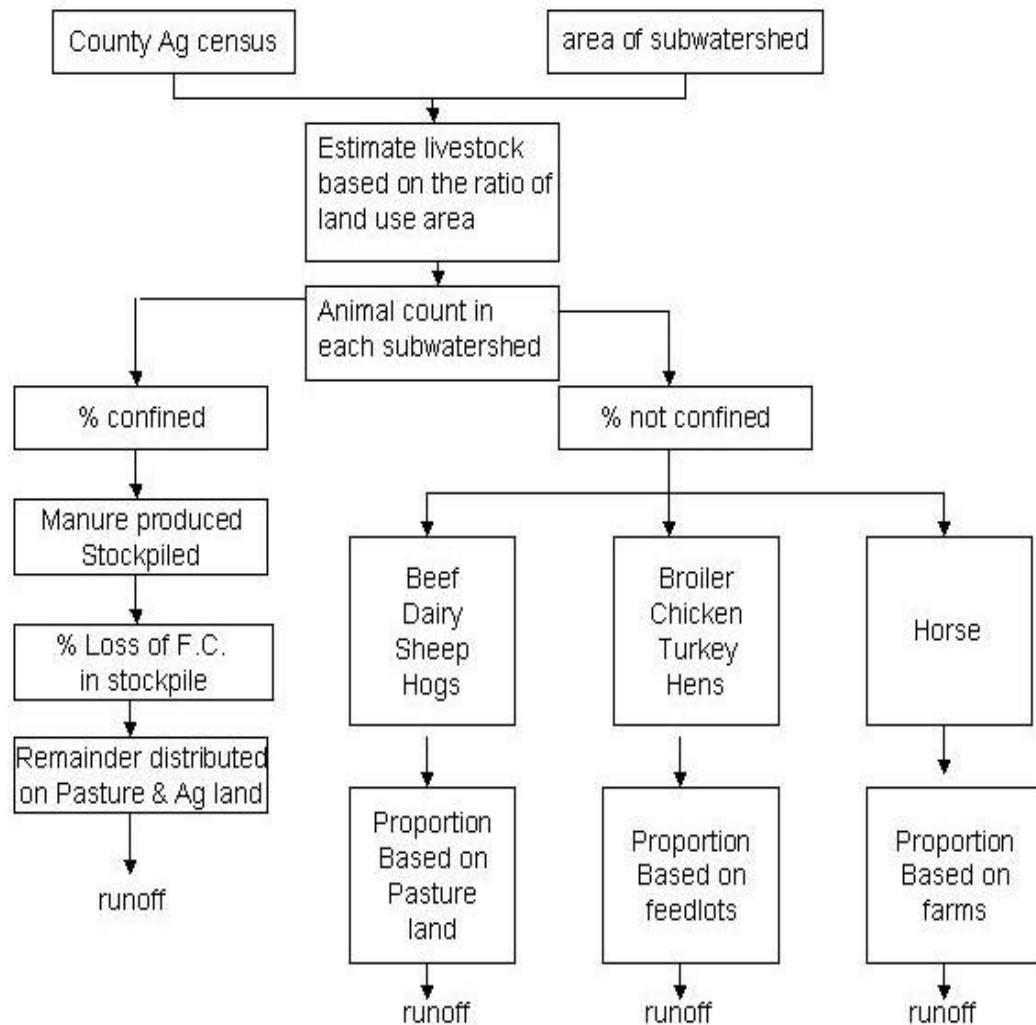 County Ag census
area of subwatershed
Estimate livestock
based on the ratio of
land use area
Animal count in
each subwatershed
% confined
% not confined
Manure produced
Stockpiled
% Loss of F.C.
in stockpile
Remainder distributed
on Pasture & Ag land
runoff
Beef
Dairy
Sheep
Hogs
Broiler
Chicken
Turkey
Hens
Horse
Proportion
Based on
Pasture
land
Proportion
Based on
feedlots
Proportion
Based on
farms
runoff
runoff
runoff